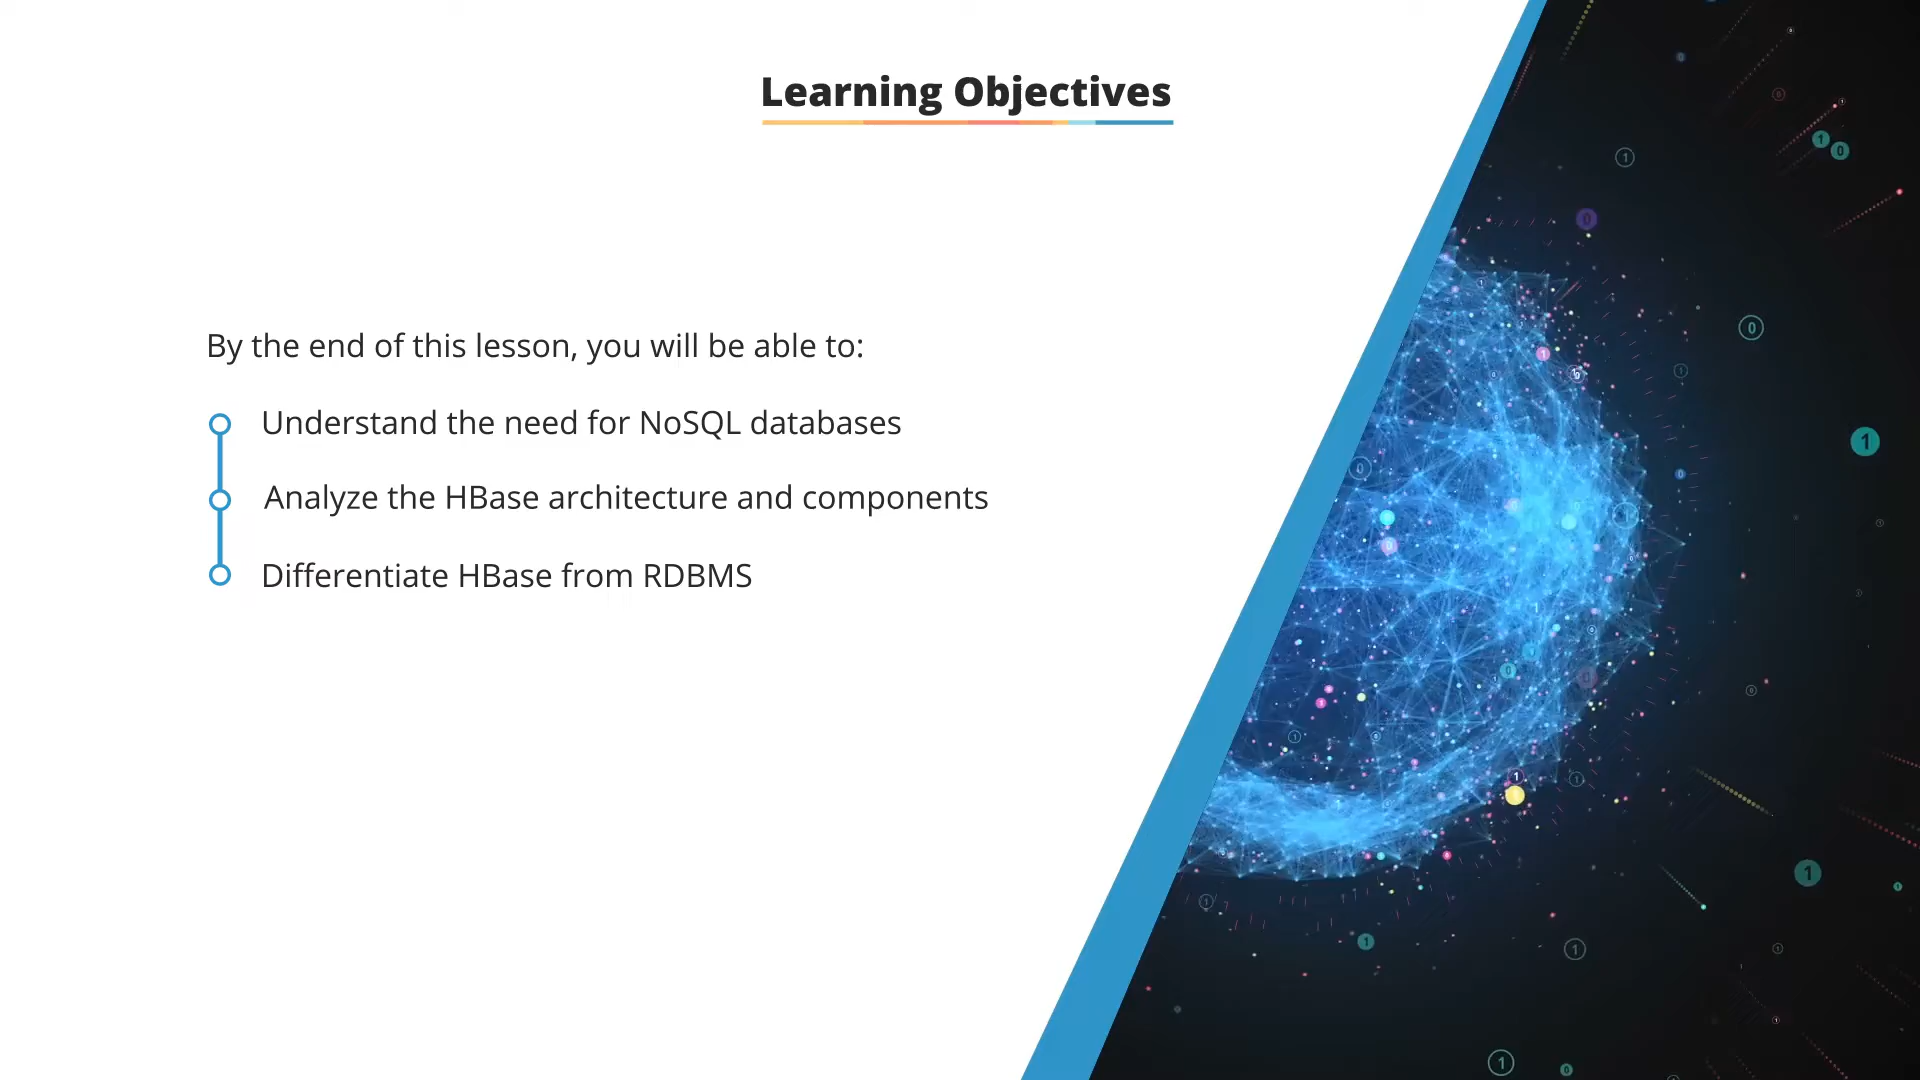 Learning Objectives
By the end of this lesson, you will be able to:
Understand the need for NoSQL databases
Analyze the HBase architecture and components
Differentiate HBase from RDBMS